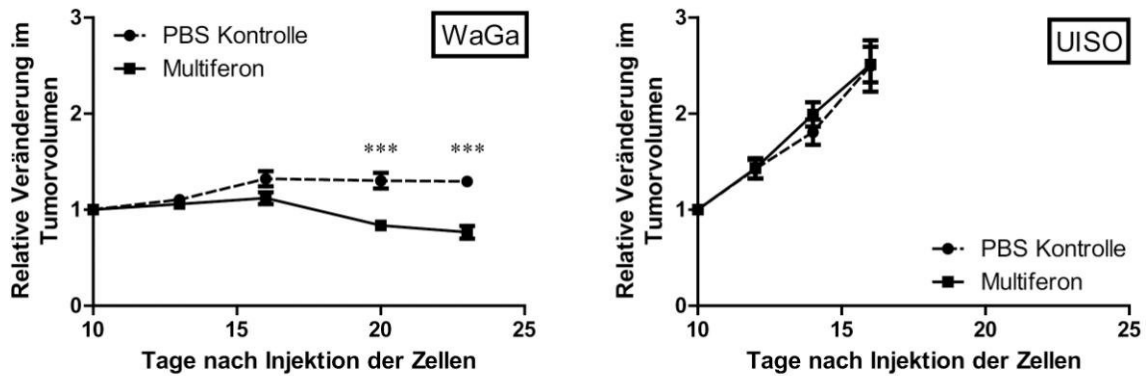 3
PBS Kontrolle
Multiferon
WaGa
2
***
***
1
0
10
15
20
25
Relative Veränderung im
Tumorvolumen
Tage nach Injektion der Zellen
3
UISO
2
1
PBS Kontrolle
Multiferon
0
10
15
20
25
Relative Veränderung im
Tumorvolumen
Tage nach Injektion der Zellen